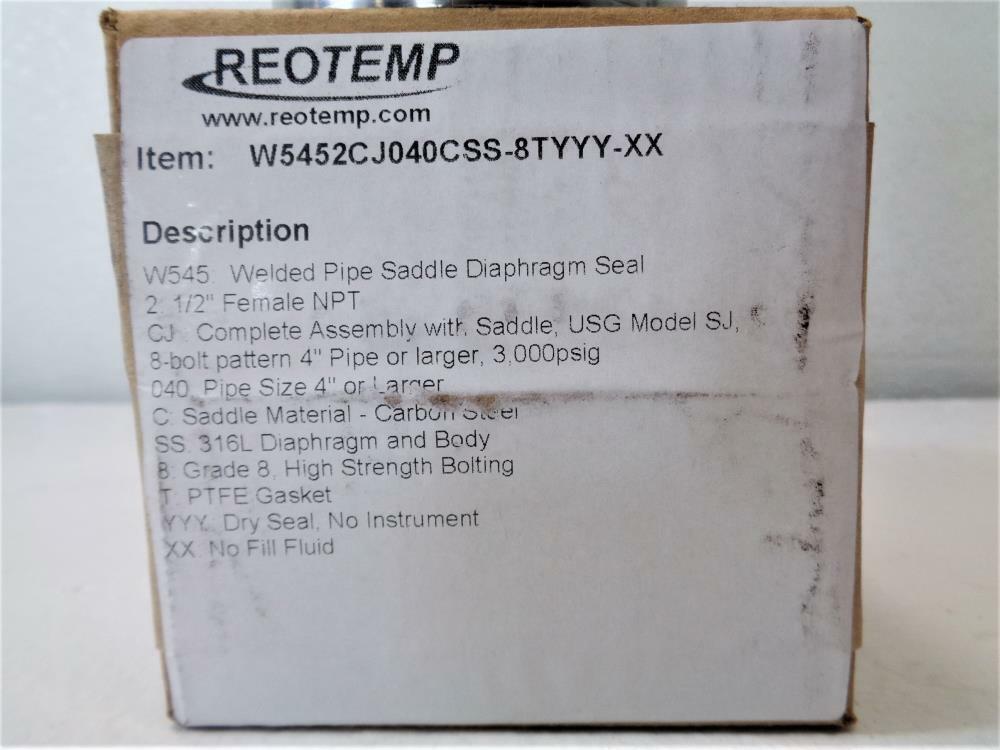 REOTEMP
www.reotemp.com
Item: W5452CJ040CSS-8TYYY-XX
Description
W545: Welded Pipe Saddle Diaphragm Seal
2: 1/2" Female NPT
CJ: Complete Assembly with Saddle, USG Model SJ,
8-bolt pattern 4" Pipe or larger, 3,000psig
040: Pipe Size 4" or Larger
C: Saddle Material - Carbon Steel
SS: 316L Diaphragm and Body
8: Grade 8, High Strength Bolting
T: PTFE Gasket
YYY: Dry Seal, No Instrument
XX: No Fill Fluid